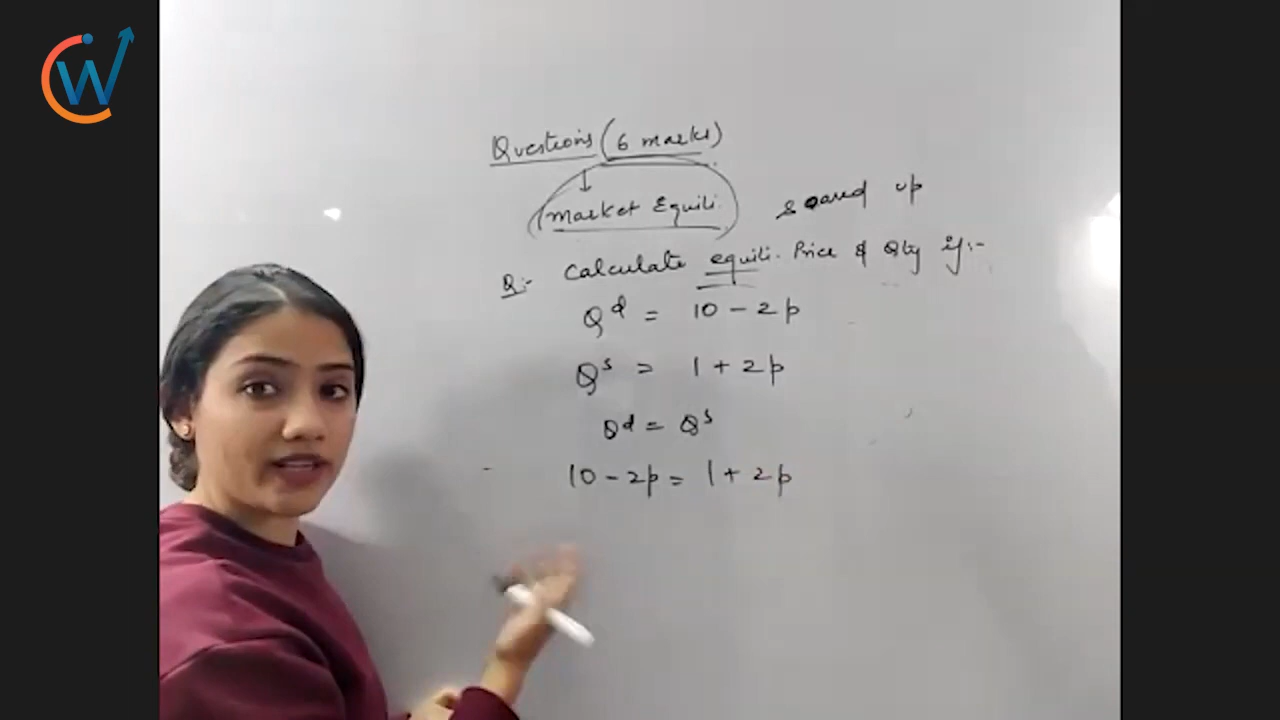 CW
Questions (6 marks)
↓
Market Equili.
up
Q:- Calculate equili. Price & Qty if:-
Qᵈ = 10 - 2p
Qˢ = 1 + 2p
Qᵈ = Qˢ
10 - 2p = 1 + 2p